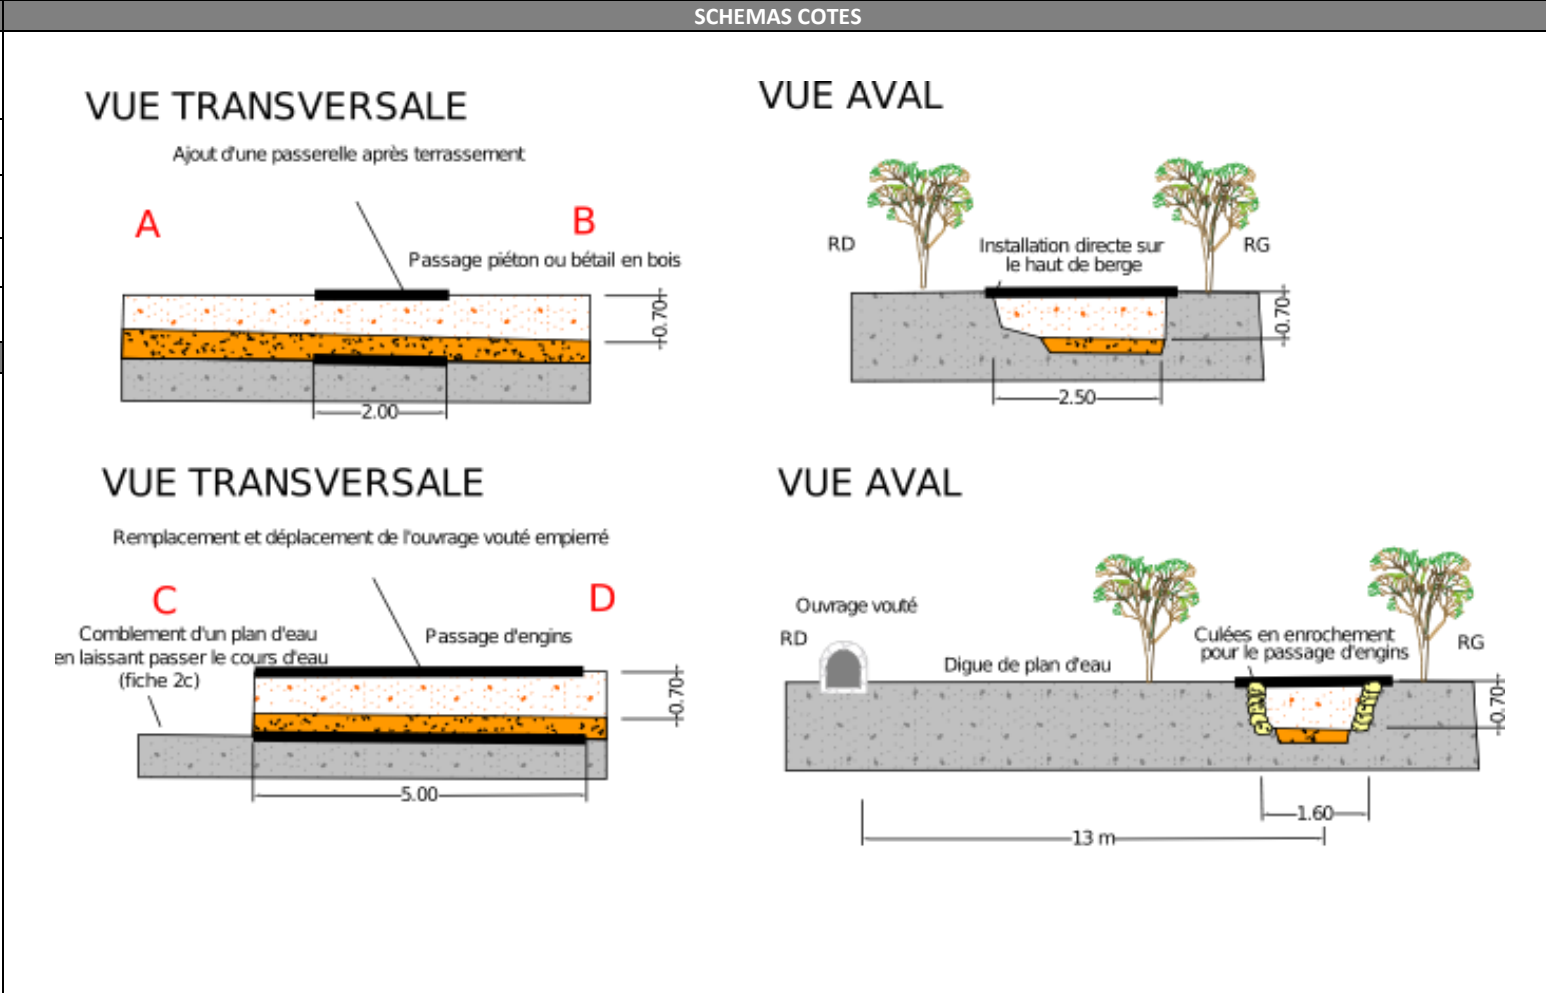 SCHEMAS COTES
VUE TRANSVERSALE
Ajout d'une passerelle après terrassement
A
B
Passage piéton ou bétail en bois
0.70
2.00
VUE AVAL
RD
Installation directe sur
le haut de berge
RG
0.70
2.50
VUE TRANSVERSALE
Remplacement et déplacement de l'ouvrage vouté empierré
C
D
Comblement d'un plan d'eau
en laissant passer le cours d'eau
(fiche 2c)
Passage d'engins
0.70
5.00
VUE AVAL
Ouvrage vouté
RD
Digue de plan d'eau
Culées en enrochement
pour le passage d'engins
RG
0.70
1.60
13 m